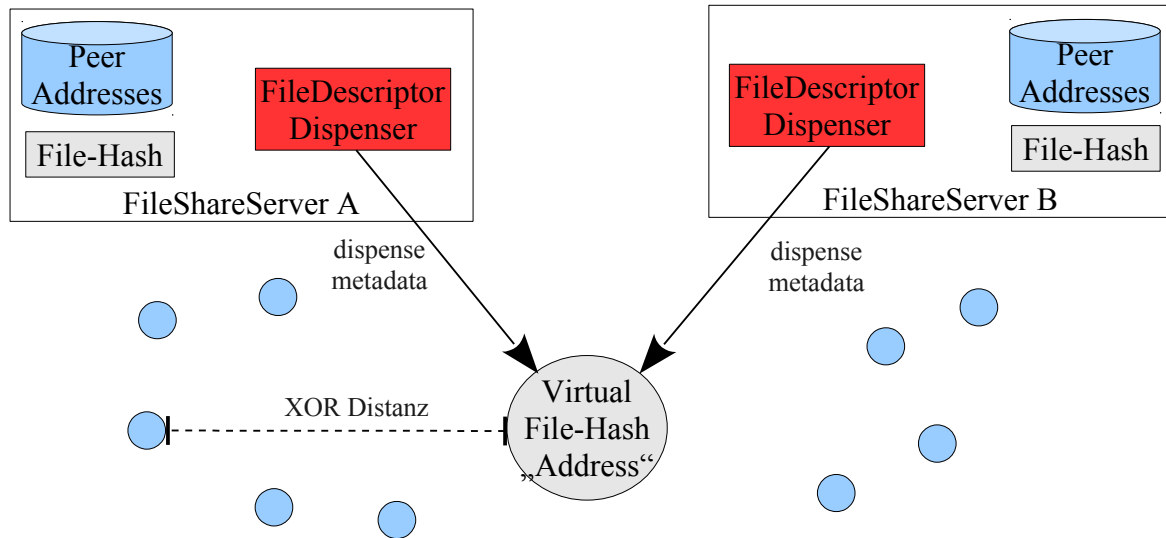 Peer
Addresses
File-Hash
FileDescriptor
Dispenser
FileShareServer A
FileDescriptor
Dispenser
Peer
Addresses
File-Hash
FileShareServer B
dispense
metadata
dispense
metadata
XOR Distanz
Virtual
File-Hash
„Address“